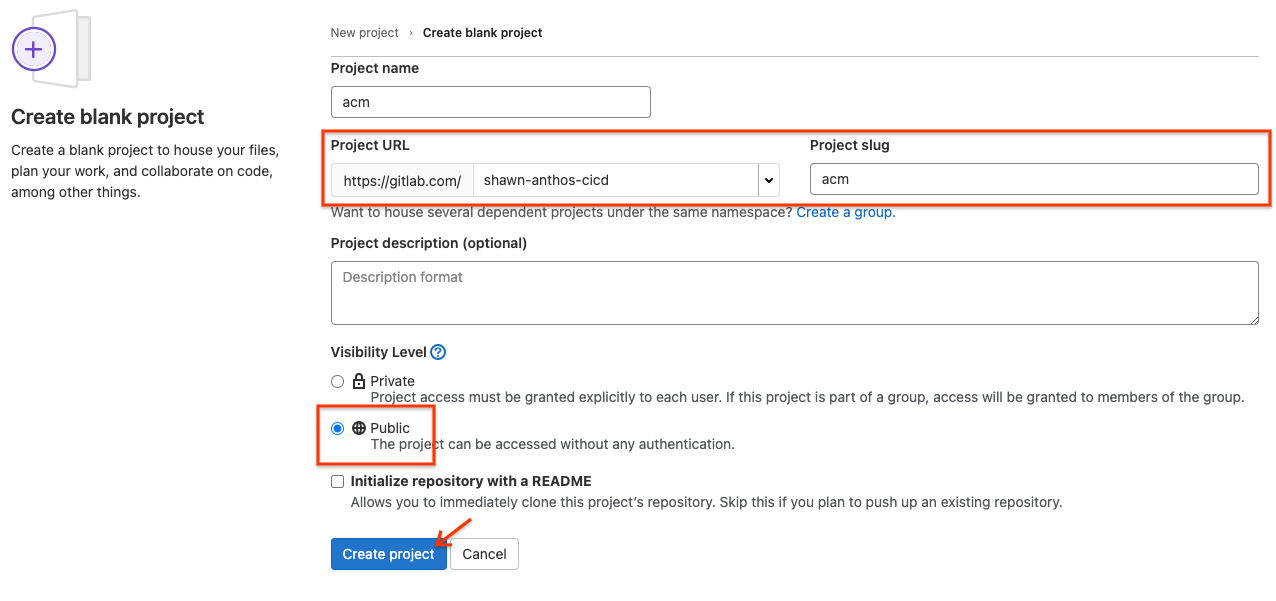 Create blank project
Create a blank project to house your files,
plan your work, and collaborate on code,
among other things.
New project › Create blank project
Project name
acm
Project URL
Project slug
https://gitlab.com/ shawn-anthos-cicd
acm
Want to house several dependent projects under the same namespace? Create a group.
Project description (optional)
Description format
Visibility Level
Private
Project access must be granted explicitly to each user. If this project is part of a group, access will be granted to members of the group.
Public
The project can be accessed without any authentication.
Initialize repository with a README
Allows you to immediately clone this project’s repository. Skip this if you plan to push up an existing repository.
Create project
Cancel